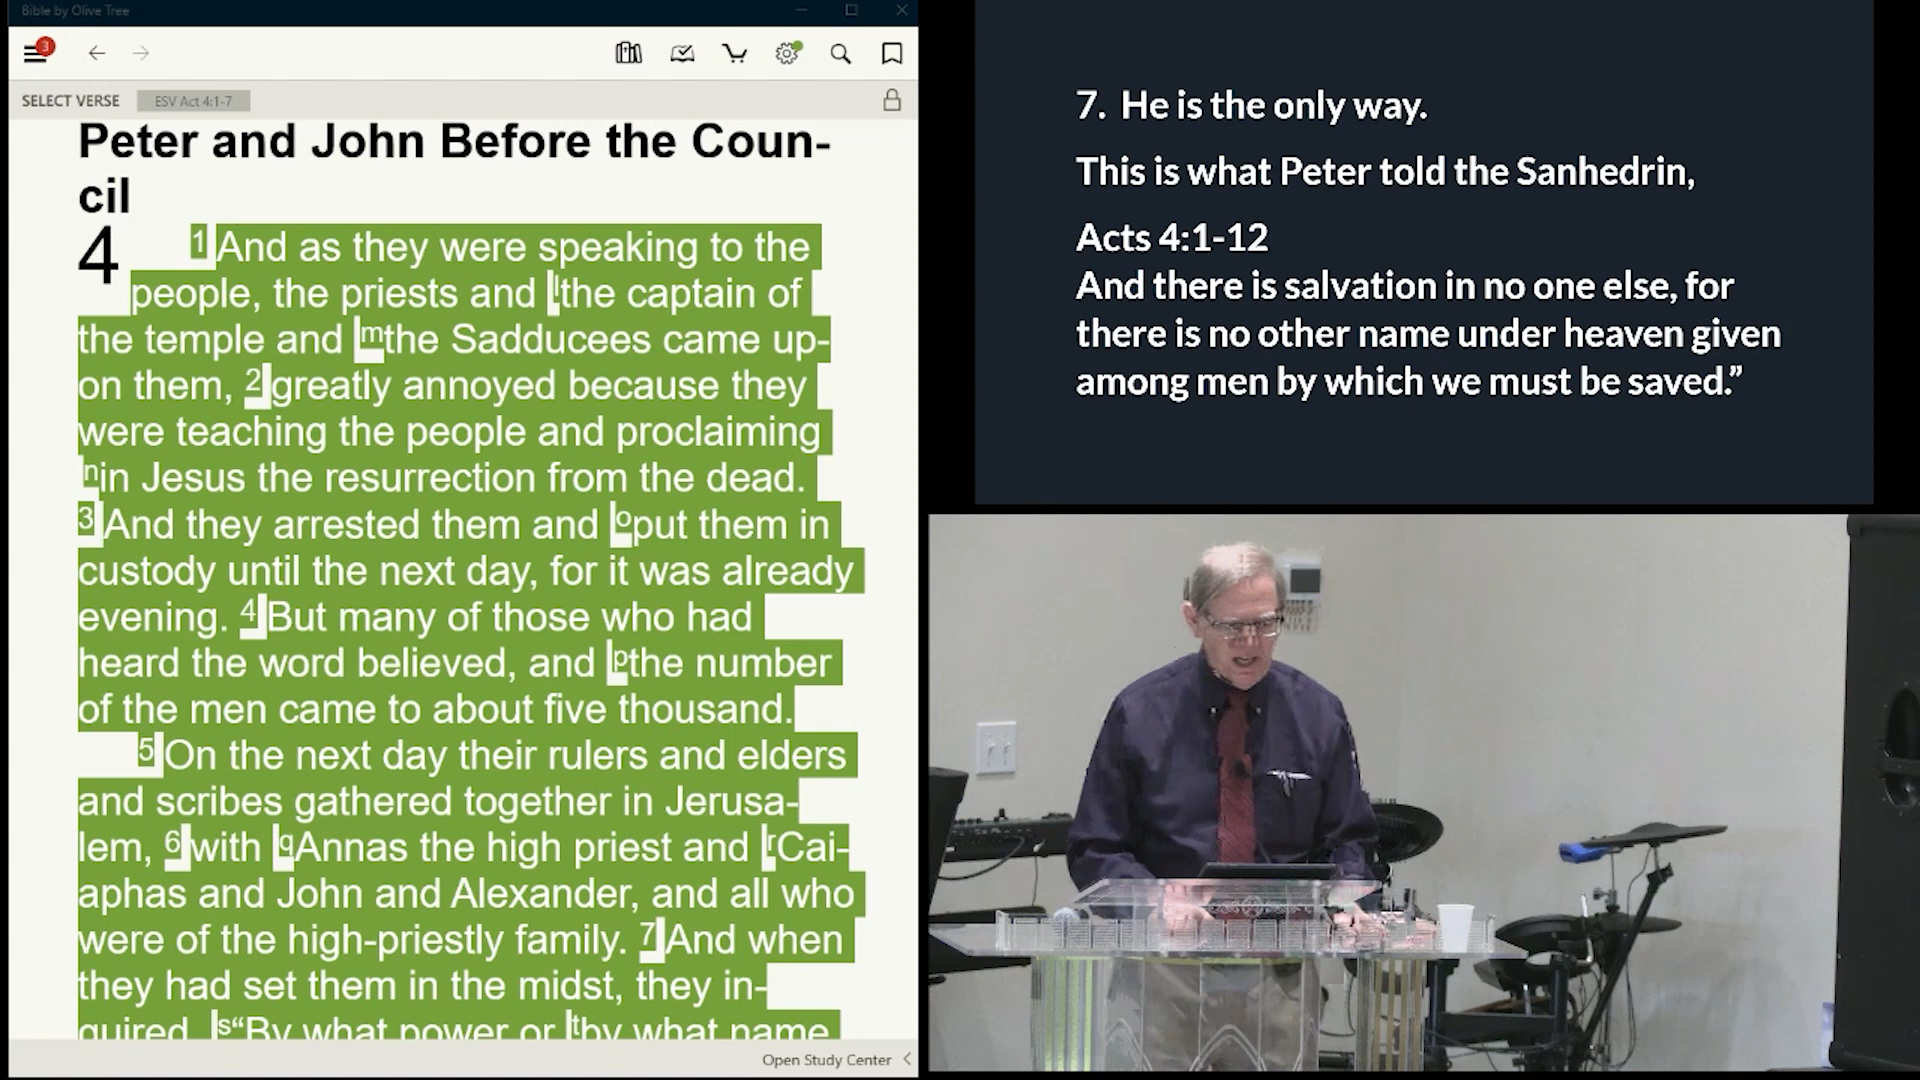 Bible by Olive Tree
3
SELECT VERSE ESV Act 4:1-7
Peter and John Before the Coun-
cil
4 1 And as they were speaking to the
people, the priests and l the captain of
the temple and m the Sadducees came up-
on them, 2 greatly annoyed because they
were teaching the people and proclaiming
n in Jesus the resurrection from the dead.
3 And they arrested them and o put them in
custody until the next day, for it was already
evening. 4 But many of those who had
heard the word believed, and p the number
of the men came to about five thousand.
5 On the next day their rulers and elders
and scribes gathered together in Jerusa-
lem, 6 with q Annas the high priest and r Cai-
aphas and John and Alexander, and all who
were of the high-priestly family. 7 And when
they had set them in the midst, they in-
quired, s “By what power or t by what name
Open Study Center
7. He is the only way.
This is what Peter told the Sanhedrin,
Acts 4:1-12
And there is salvation in no one else, for
there is no other name under heaven given
among men by which we must be saved.”